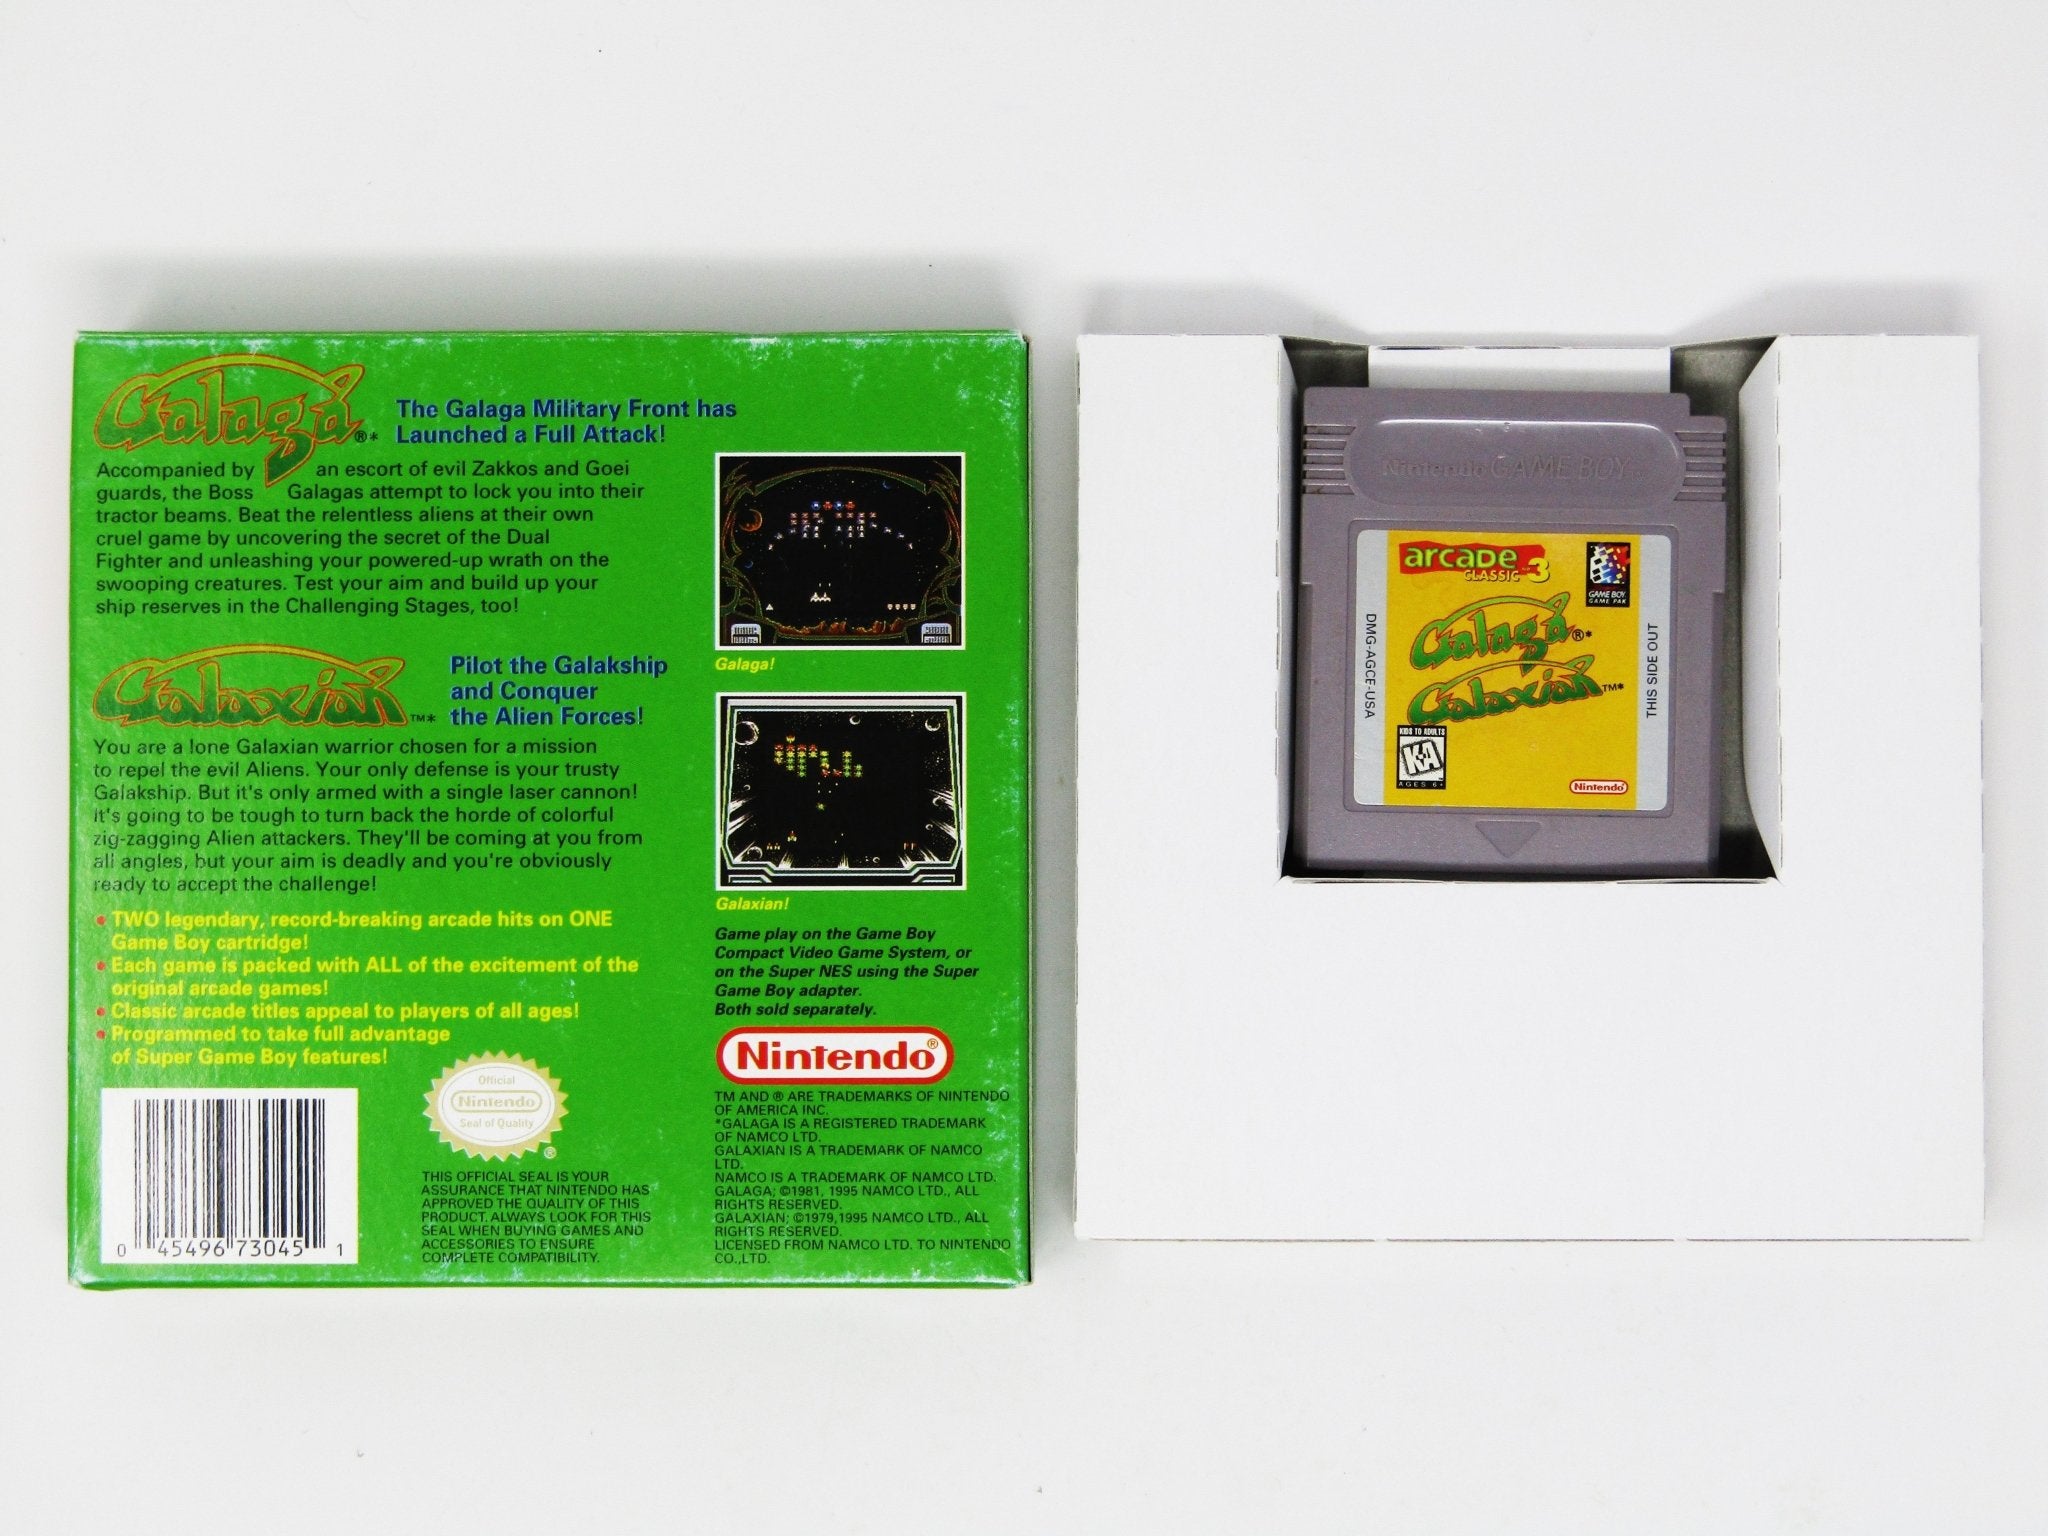 Galaga®*
The Galaga Military Front has
Launched a Full Attack!
Accompanied by an escort of evil Zakkos and Goei
guards, the Boss Galagas attempt to lock you into their
tractor beams. Beat the relentless aliens at their own
cruel game by uncovering the secret of the Dual
Fighter and unleashing your powered-up wrath on the
swooping creatures. Test your aim and build up your
ship reserves in the Challenging Stages, too!
Galaga!
Galaxian™*
Pilot the Galakship
and Conquer
the Alien Forces!
You are a lone Galaxian warrior chosen for a mission
to repel the evil Aliens. Your only defense is your trusty
Galakship. But it's only armed with a single laser cannon!
It's going to be tough to turn back the horde of colorful
zig-zagging Alien attackers. They'll be coming at you from
all angles, but your aim is deadly and you're obviously
ready to accept the challenge!
Galaxian!
• TWO legendary, record-breaking arcade hits on ONE
Game Boy cartridge!
• Each game is packed with ALL of the excitement of the
original arcade games!
• Classic arcade titles appeal to players of all ages!
• Programmed to take full advantage
of Super Game Boy features!
Game play on the Game Boy
Compact Video Game System, or
on the Super NES using the Super
Game Boy adapter.
Both sold separately.
Nintendo®
0 45496 73045 1
Official
Nintendo
Seal of Quality
®
THIS OFFICIAL SEAL IS YOUR
ASSURANCE THAT NINTENDO HAS
APPROVED THE QUALITY OF THIS
PRODUCT. ALWAYS LOOK FOR THIS
SEAL WHEN BUYING GAMES AND
ACCESSORIES TO ENSURE
COMPLETE COMPATIBILITY.
TM AND ® ARE TRADEMARKS OF NINTENDO
OF AMERICA INC.
*GALAGA IS A REGISTERED TRADEMARK
OF NAMCO LTD.
GALAXIAN IS A TRADEMARK OF NAMCO
LTD.
NAMCO IS A TRADEMARK OF NAMCO LTD.
GALAGA; ©1981, 1995 NAMCO LTD., ALL
RIGHTS RESERVED.
GALAXIAN; ©1979,1995 NAMCO LTD., ALL
RIGHTS RESERVED.
LICENSED FROM NAMCO LTD. TO NINTENDO
CO.,LTD.
Nintendo GAME BOY
arcade
CLASSIC 3
GAME BOY
GAME PAK
Galaga®*
Galaxian™*
DMG-AGCE-USA
THIS SIDE OUT
KIDS TO ADULTS
K-A
AGES 6+
Nintendo